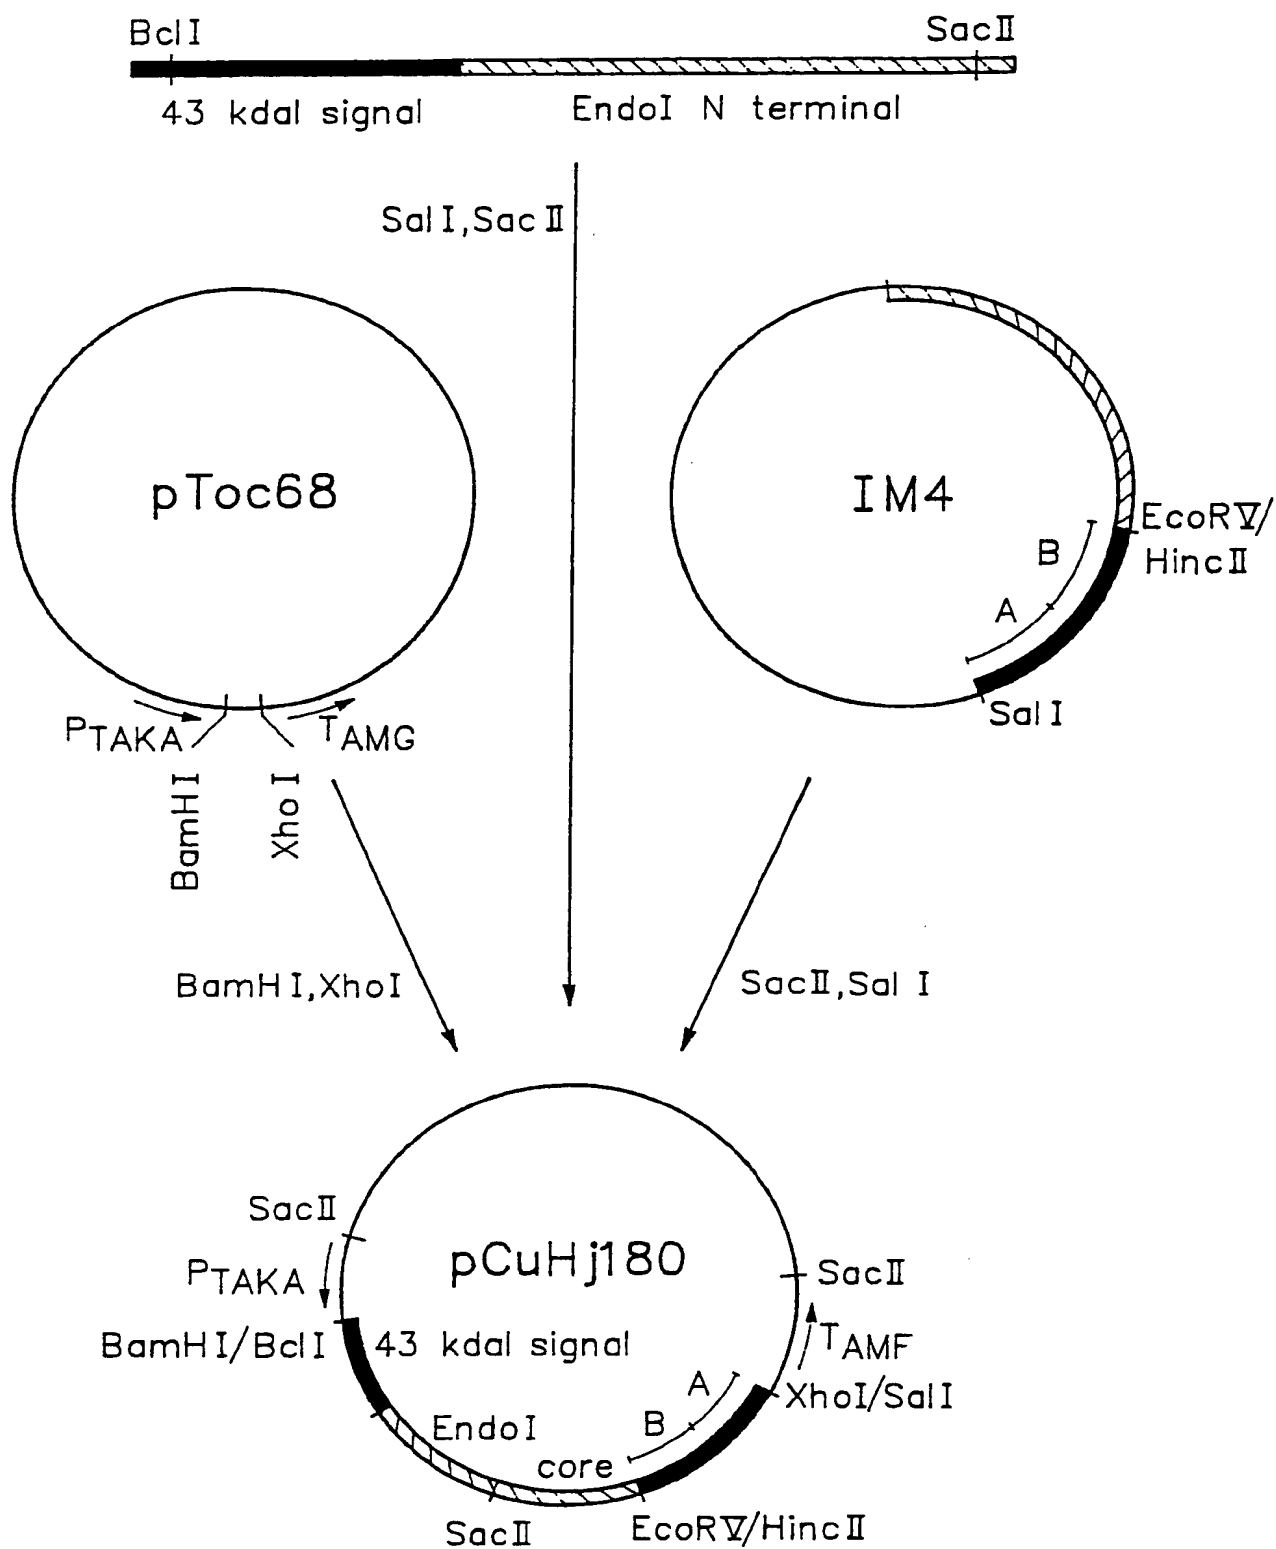 BclI
SacII
43 kdal signal
EndoI N terminal
SalI,SacII
pToc68
IM4
EcoRV/
HincII
B
A
SalI
PTAKA
TAMG
BamHI
XhoI
BamHI,XhoI
SacII,SalI
SacII
pCuHj180
SacII
PTAKA
BamHI/BclI
43 kdal signal
TAMF
A
XhoI/SalI
EndoI
B
core
SacII
EcoRV/HincII